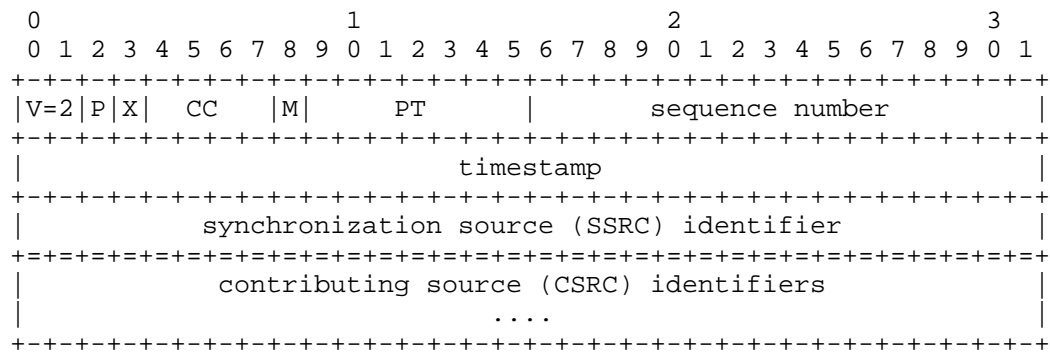 0                   1                   2                   3
 0 1 2 3 4 5 6 7 8 9 0 1 2 3 4 5 6 7 8 9 0 1 2 3 4 5 6 7 8 9 0 1
+-+-+-+-+-+-+-+-+-+-+-+-+-+-+-+-+-+-+-+-+-+-+-+-+-+-+-+-+-+-+-+-+
|V=2|P|X|  CC   |M|     PT      |       sequence number         |
+-+-+-+-+-+-+-+-+-+-+-+-+-+-+-+-+-+-+-+-+-+-+-+-+-+-+-+-+-+-+-+-+
|                           timestamp                           |
+-+-+-+-+-+-+-+-+-+-+-+-+-+-+-+-+-+-+-+-+-+-+-+-+-+-+-+-+-+-+-+-+
|           synchronization source (SSRC) identifier            |
+=+=+=+=+=+=+=+=+=+=+=+=+=+=+=+=+=+=+=+=+=+=+=+=+=+=+=+=+=+=+=+=+
|            contributing source (CSRC) identifiers             |
|                             ....                              |
+-+-+-+-+-+-+-+-+-+-+-+-+-+-+-+-+-+-+-+-+-+-+-+-+-+-+-+-+-+-+-+-+